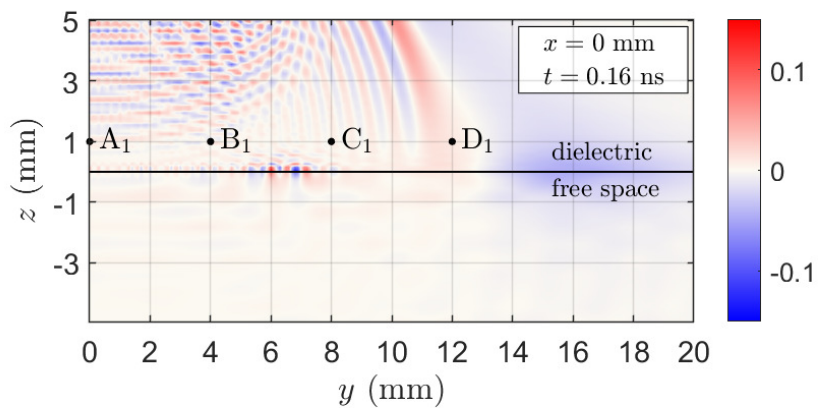 5
3
1
-1
-3
z (mm)
x = 0 mm
t = 0.16 ns
A₁
B₁
C₁
D₁
dielectric
free space
0 2 4 6 8 10 12 14 16 18 20
y (mm)
0.1
0
-0.1